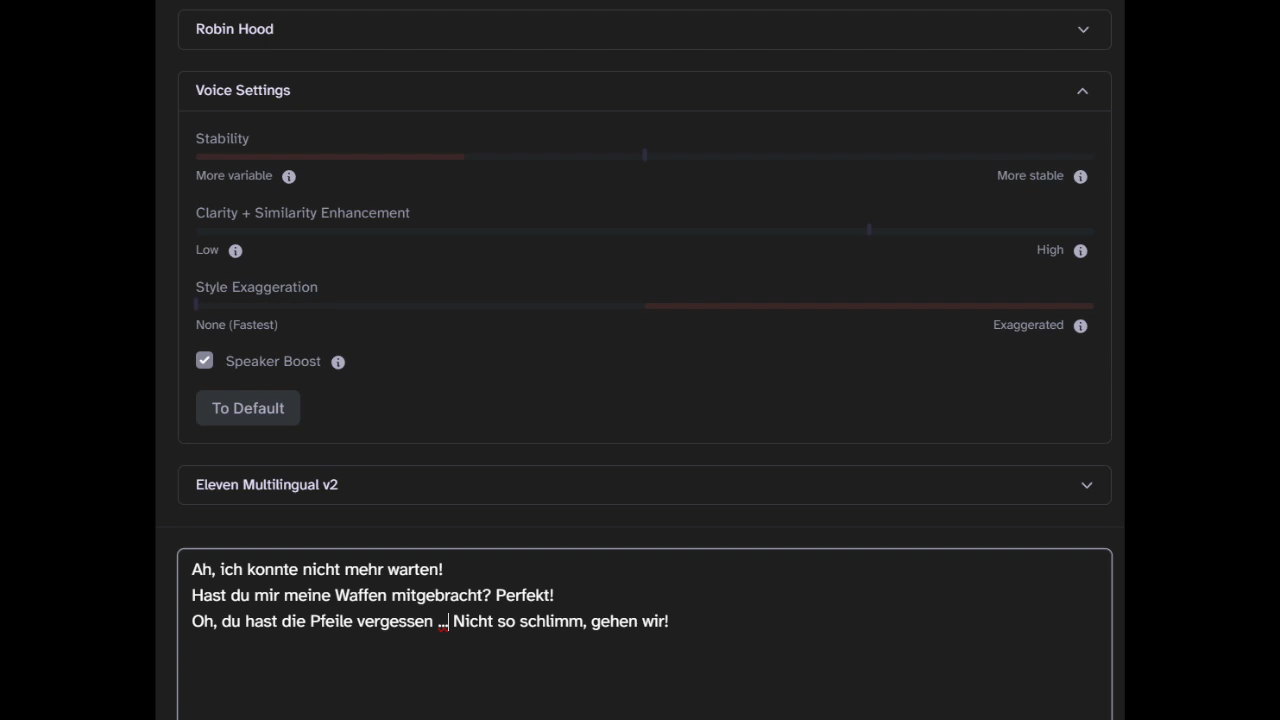 Robin Hood
Voice Settings
Stability
More variable
More stable
Clarity + Similarity Enhancement
Low
High
Style Exaggeration
None (Fastest)
Exaggerated
Speaker Boost
To Default
Eleven Multilingual v2
Ah, ich konnte nicht mehr warten!
Hast du mir meine Waffen mitgebracht? Perfekt!
Oh, du hast die Pfeile vergessen ... Nicht so schlimm, gehen wir!